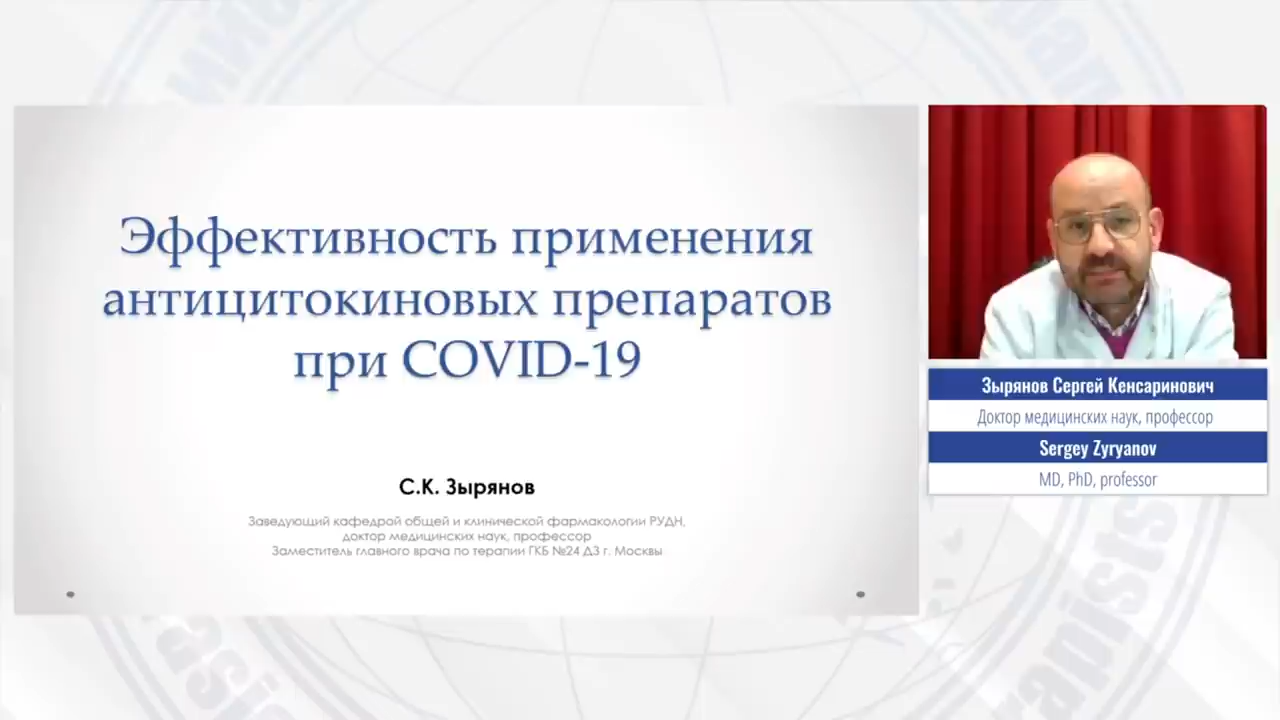 Эффективность применения
антицитокиновых препаратов
при COVID-19
С.К. Зырянов
Заведующий кафедрой общей и клинической фармакологии РУДН,
доктор медицинских наук, профессор
Заместитель главного врача по терапии ГКБ №24 ДЗ г. Москвы
Зырянов Сергей Кенсаринович
Доктор медицинских наук, профессор
Sergey Zyryanov
MD, PhD, professor